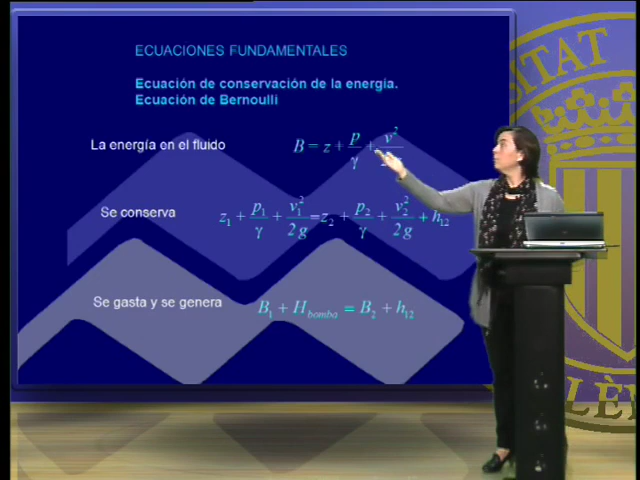 ECUACIONES FUNDAMENTALES
Ecuación de conservación de la energía.
Ecuación de Bernoulli
La energía en el fluido B = z + p/γ + v²
Se conserva z₁ + p₁/γ + v₁²/2g = z₂ + p₂/γ + v₂²/2g + h₁₂
Se gasta y se genera B₁ + H_bomba = B₂ + h₁₂